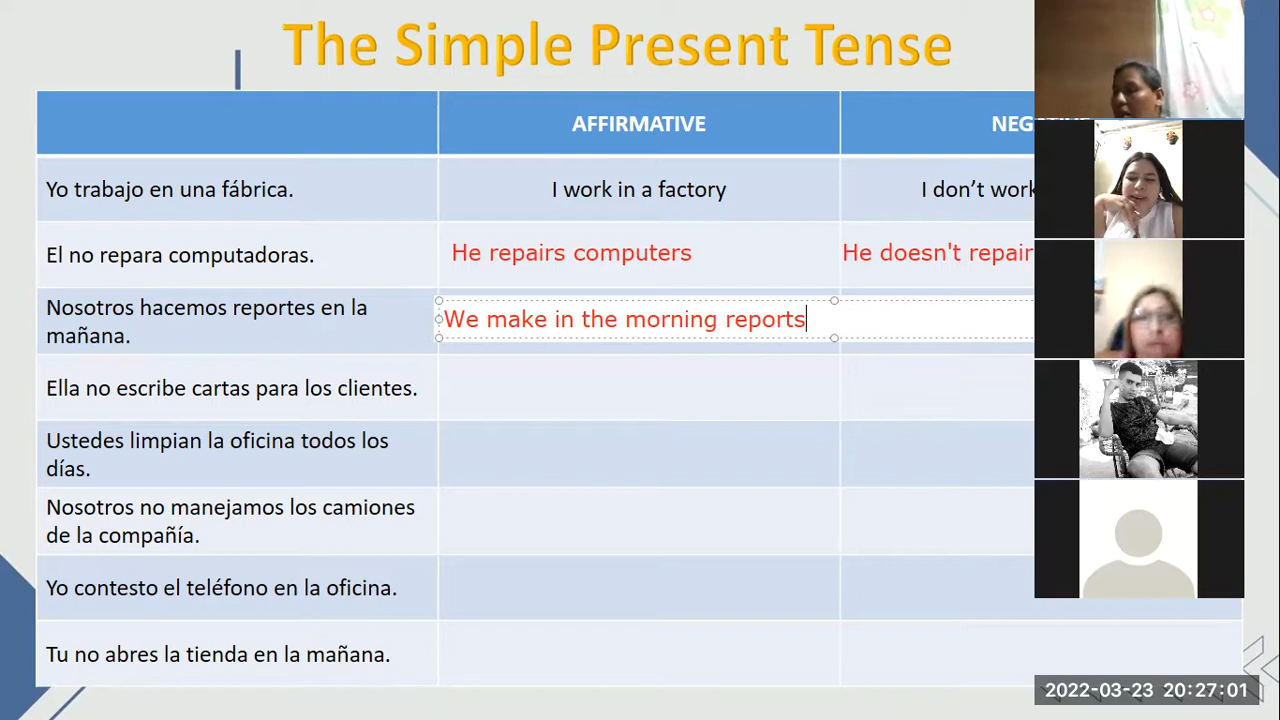 The Simple Present Tense
AFFIRMATIVE
Yo trabajo en una fábrica.
I work in a factory
I don't work
El no repara computadoras.
He repairs computers
He doesn't repair
Nosotros hacemos reportes en la
mañana.
We make in the morning reports
Ella no escribe cartas para los clientes.
Ustedes limpian la oficina todos los
días.
Nosotros no manejamos los camiones
de la compañía.
Yo contesto el teléfono en la oficina.
Tu no abres la tienda en la mañana.
2022-03-23 20:27:01